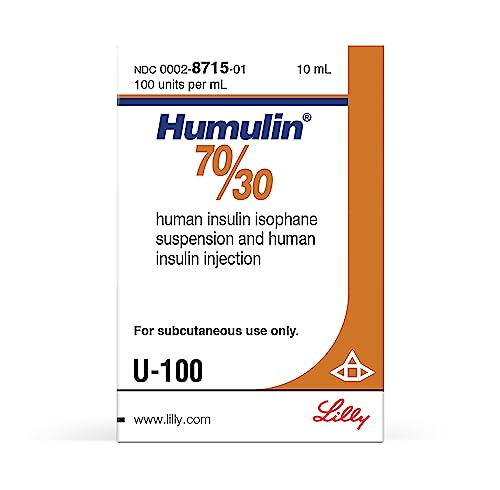 NDC 0002-8715-01 10 mL
100 units per mL
Humulin®
70/30
human insulin isophane
suspension and human
insulin injection
For subcutaneous use only.
U-100
www.lilly.com
Lilly